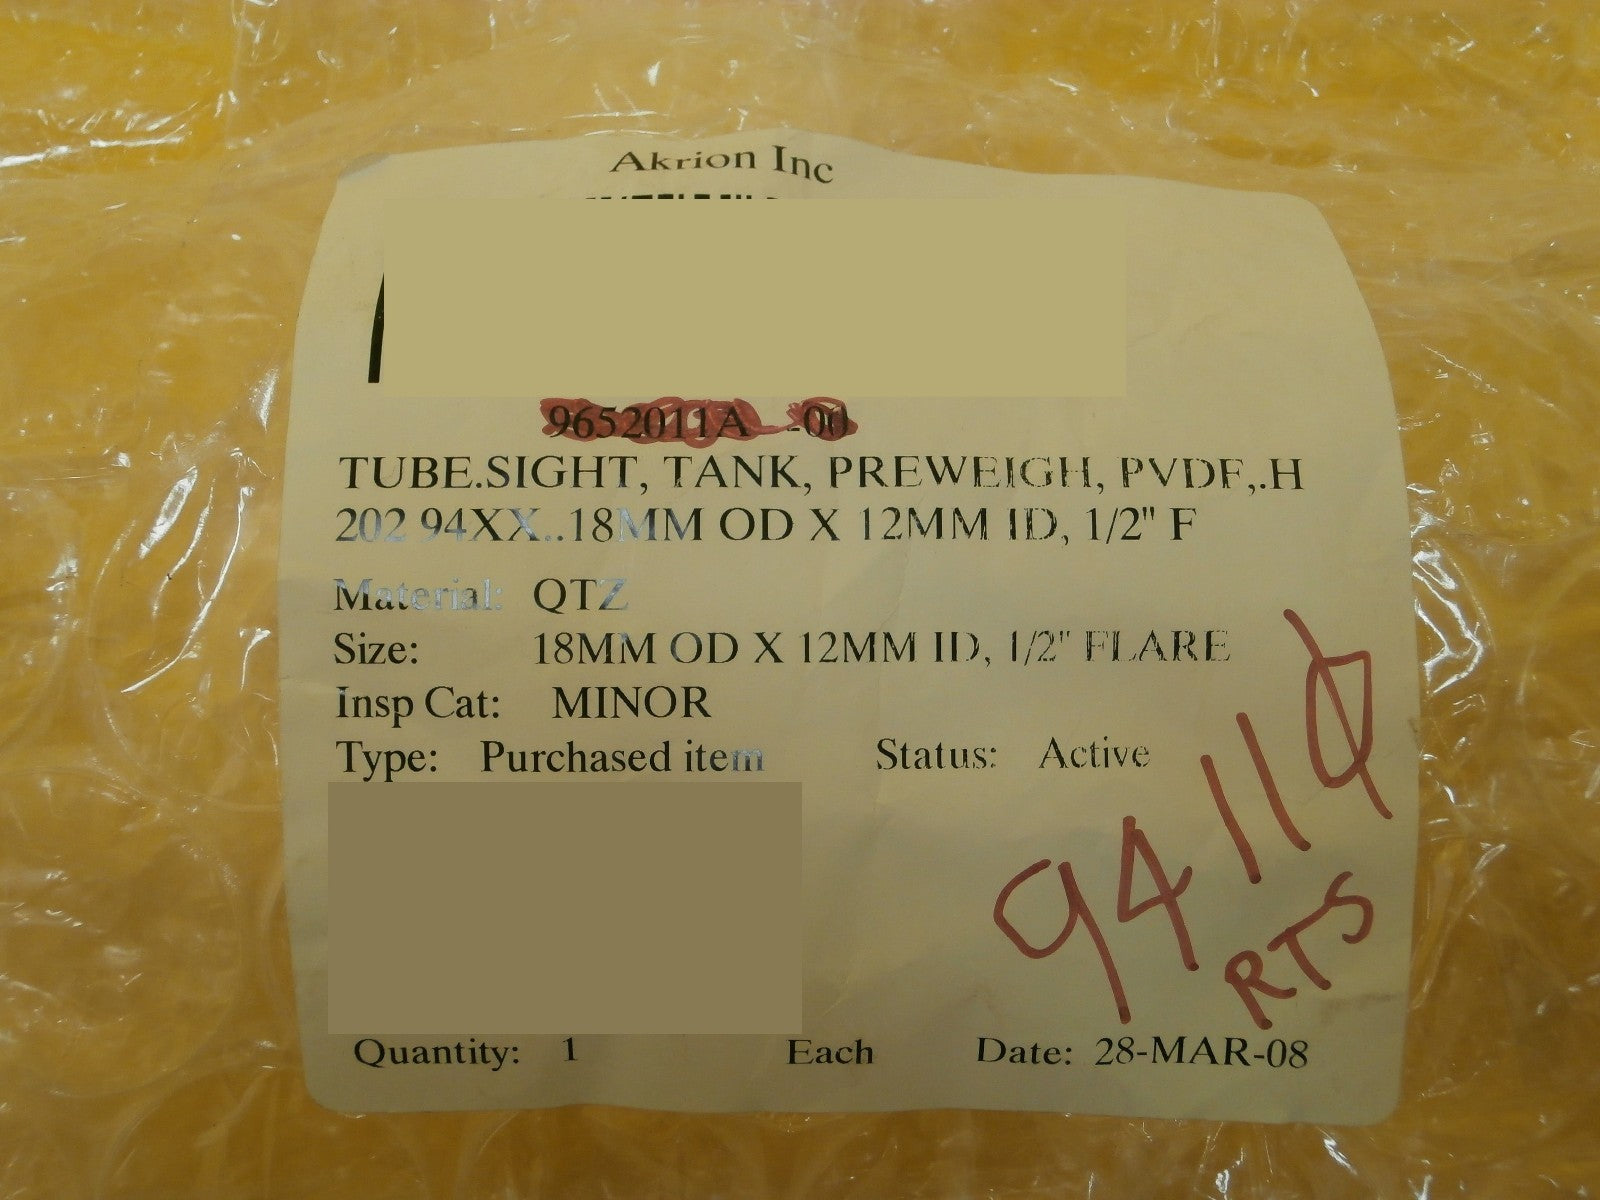 Akrion Inc
9652011A -00
TUBE.SIGHT, TANK, PREWEIGH, PVDF,.H
202 94XX..18MM OD X 12MM ID, 1/2" F
Material: QTZ
Size: 18MM OD X 12MM ID, 1/2" FLARE
Insp Cat: MINOR
Type: Purchased item Status: Active
94110
RTS
Quantity: 1 Each Date: 28-MAR-08